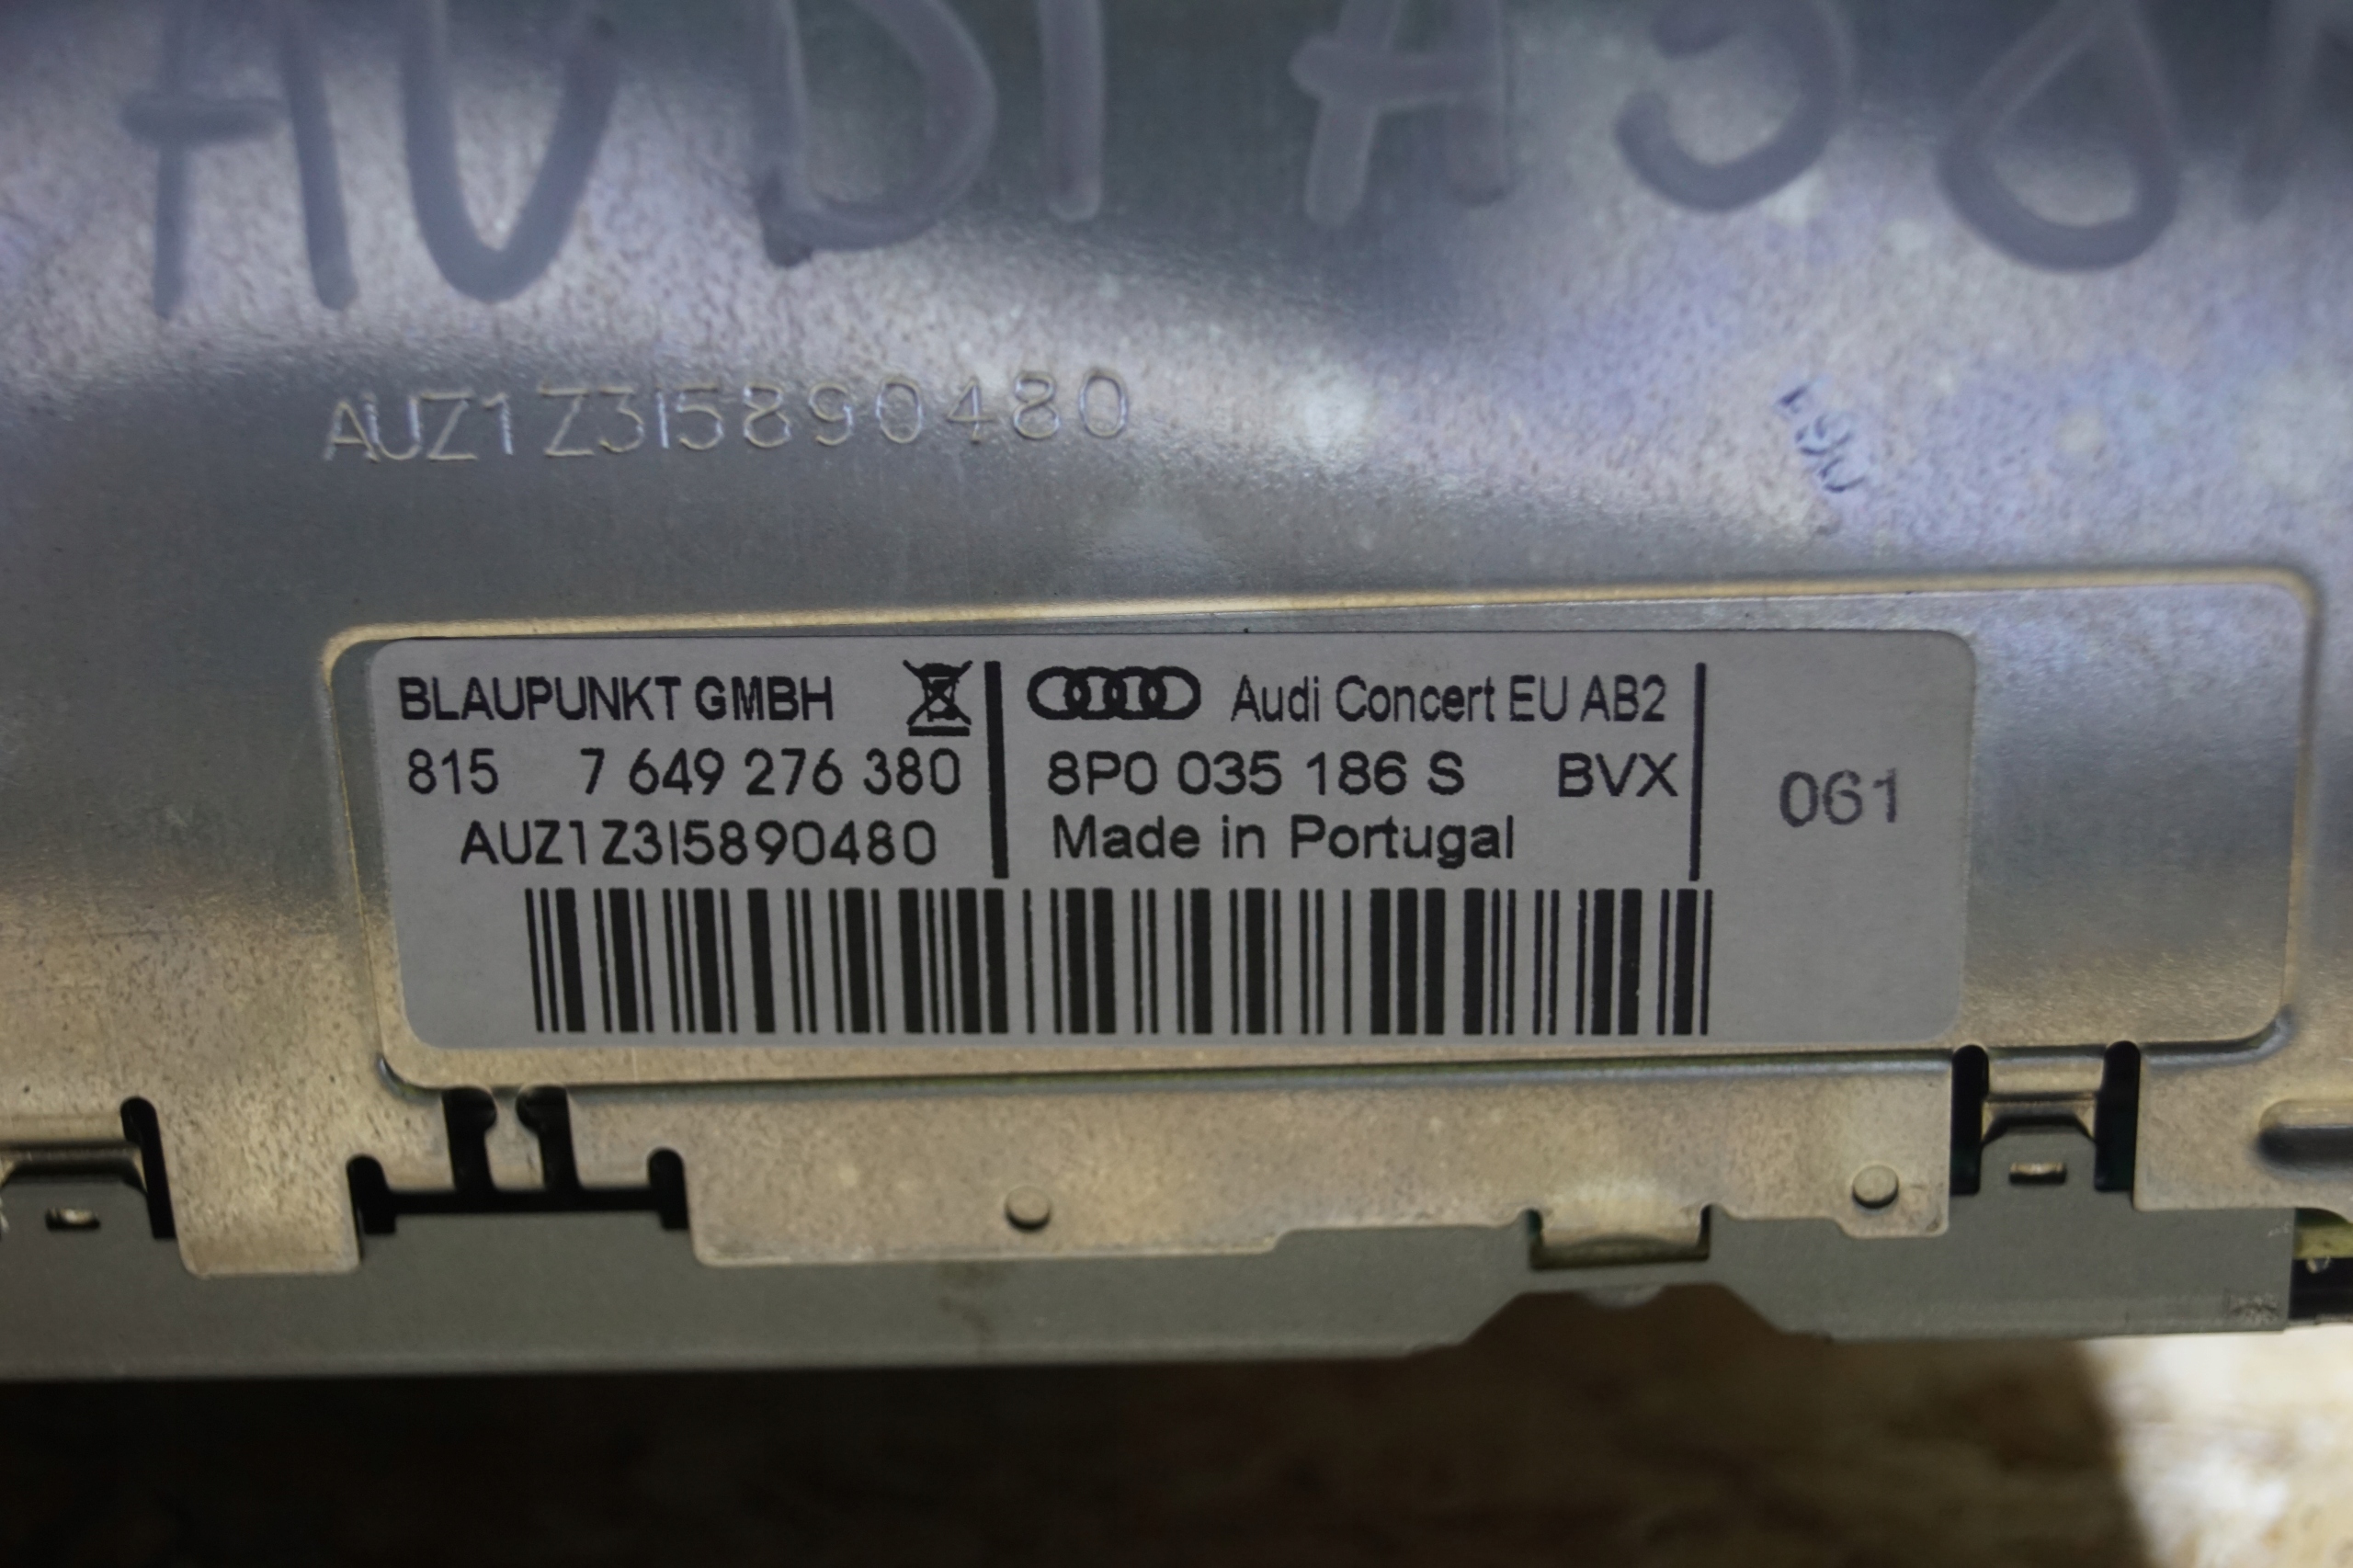 AUDI A38
AUZ1Z3I5890480
BLAUPUNKT GMBH
815 7 649 276 380
AUZ1Z3I5890480
Audi Concert EU AB2
8P0 035 186 S BVX
Made in Portugal
061